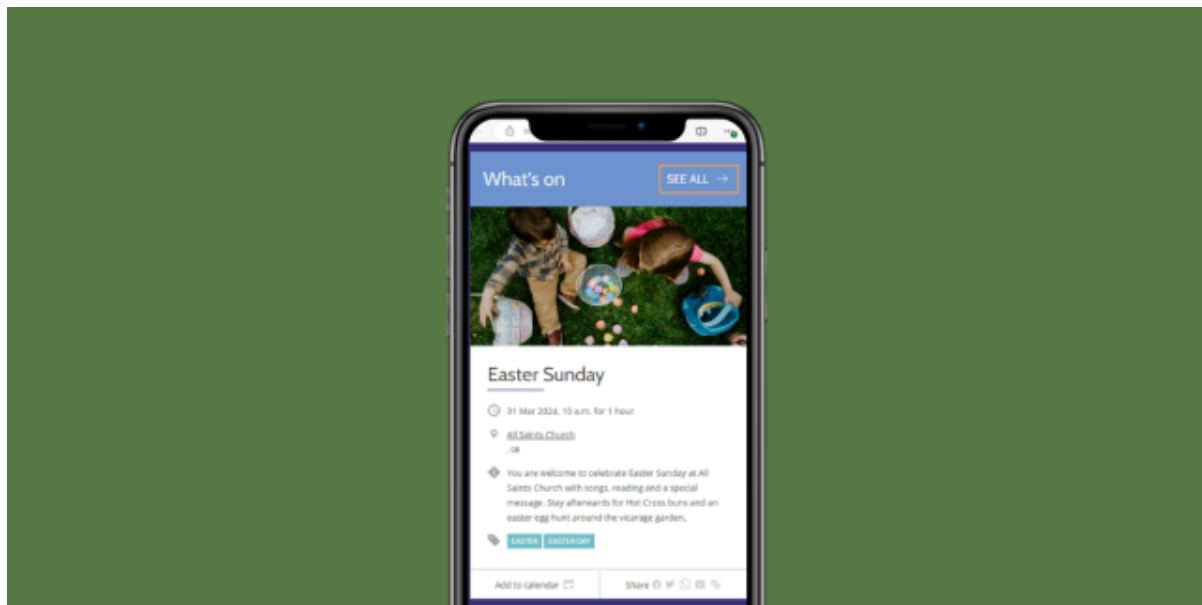 What's on
SEE ALL →
Easter Sunday
31 Mar 2024, 10 a.m. for 1 hour
All Saints Church
, GB
You are welcome to celebrate Easter Sunday at All
Saints Church with songs, reading and a special
message. Stay afterwards for Hot Cross buns and an
easter egg hunt around the vicarage garden.
EASTER EASTER DAY
Add to calendar
Share